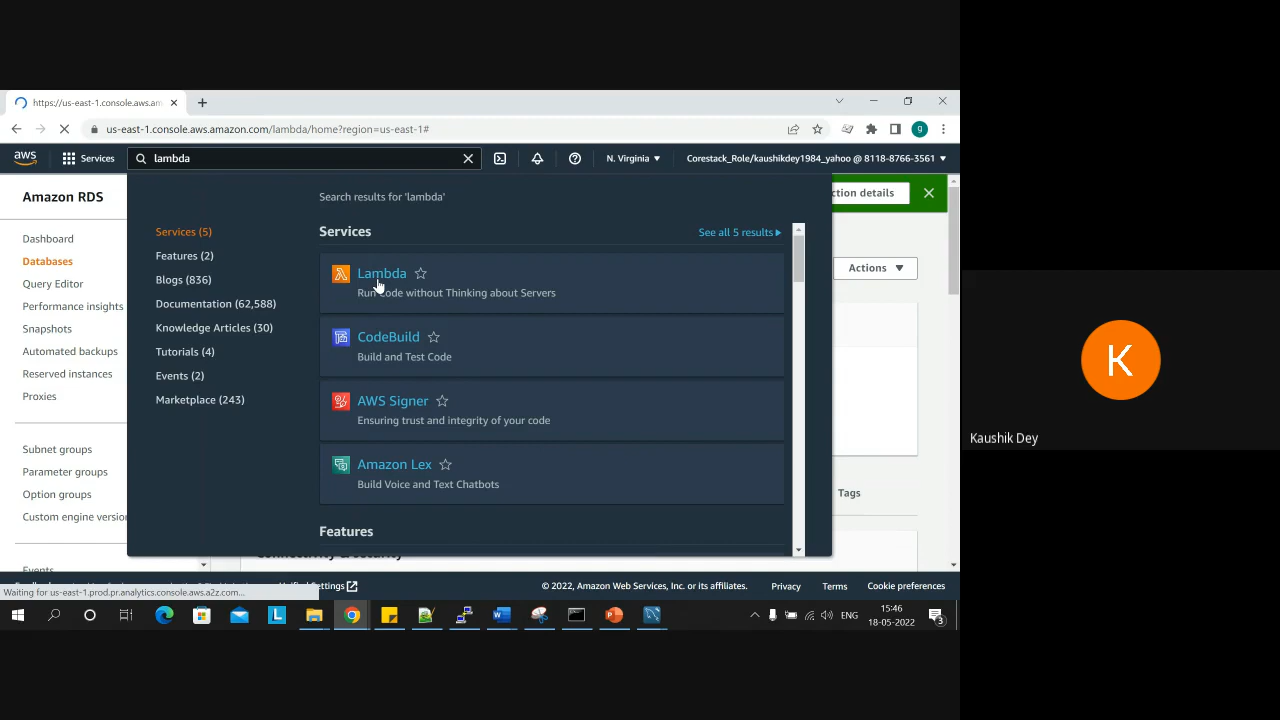 https://us-east-1.console.aws.am
us-east-1.console.aws.amazon.com/lambda/home?region=us-east-1#
g
aws
Services
lambda
N. Virginia
Corestack_Role/kaushikdey1984_yahoo @ 8118-8766-3561
Amazon RDS
Dashboard
Databases
Query Editor
Performance insights
Snapshots
Automated backups
Reserved instances
Proxies
Subnet groups
Parameter groups
Option groups
Custom engine version
Events
Search results for 'lambda'
Services (5)
Features (2)
Blogs (836)
Documentation (62,588)
Knowledge Articles (30)
Tutorials (4)
Events (2)
Marketplace (243)
Services
See all 5 results
Lambda
Run Code without Thinking about Servers
CodeBuild
Build and Test Code
AWS Signer
Ensuring trust and integrity of your code
Amazon Lex
Build Voice and Text Chatbots
Features
ction details
Actions
Tags
Settings
© 2022, Amazon Web Services, Inc. or its affiliates.
Privacy
Terms
Cookie preferences
Waiting for us-east-1.prod.pr.analytics.console.aws.a2z.com...
ENG
15:46
18-05-2022
3
K
Kaushik Dey